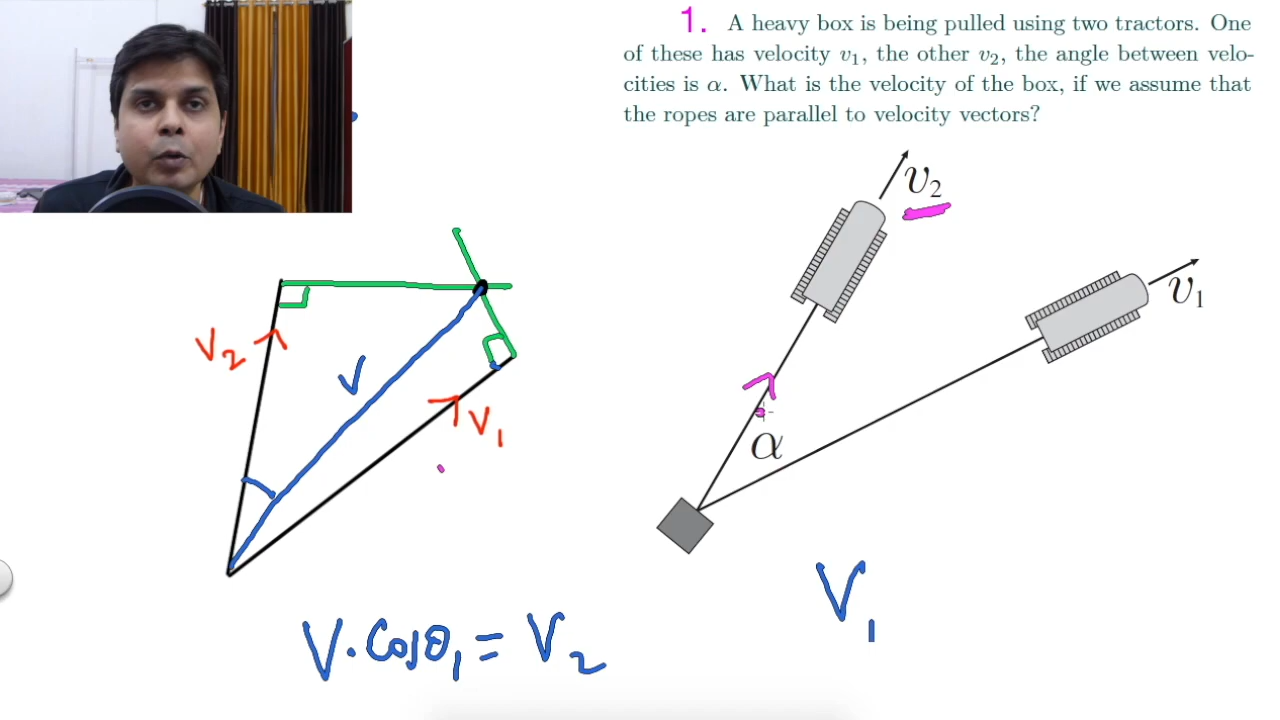 1. A heavy box is being pulled using two tractors. One
of these has velocity v₁, the other v₂, the angle between velo-
cities is α. What is the velocity of the box, if we assume that
the ropes are parallel to velocity vectors?
v₂
v₁
α
V₂
V
V₁
V. Cosθ₁ = V₂
V₁